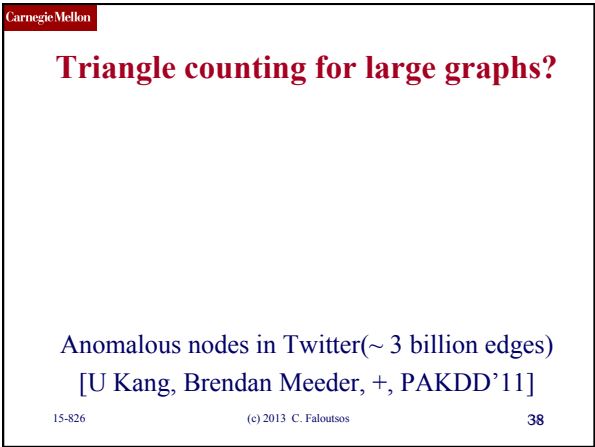 Carnegie Mellon
Triangle counting for large graphs?
Anomalous nodes in Twitter(~ 3 billion edges)
[U Kang, Brendan Meeder, +, PAKDD'11]
15-826 (c) 2013 C. Faloutsos 38